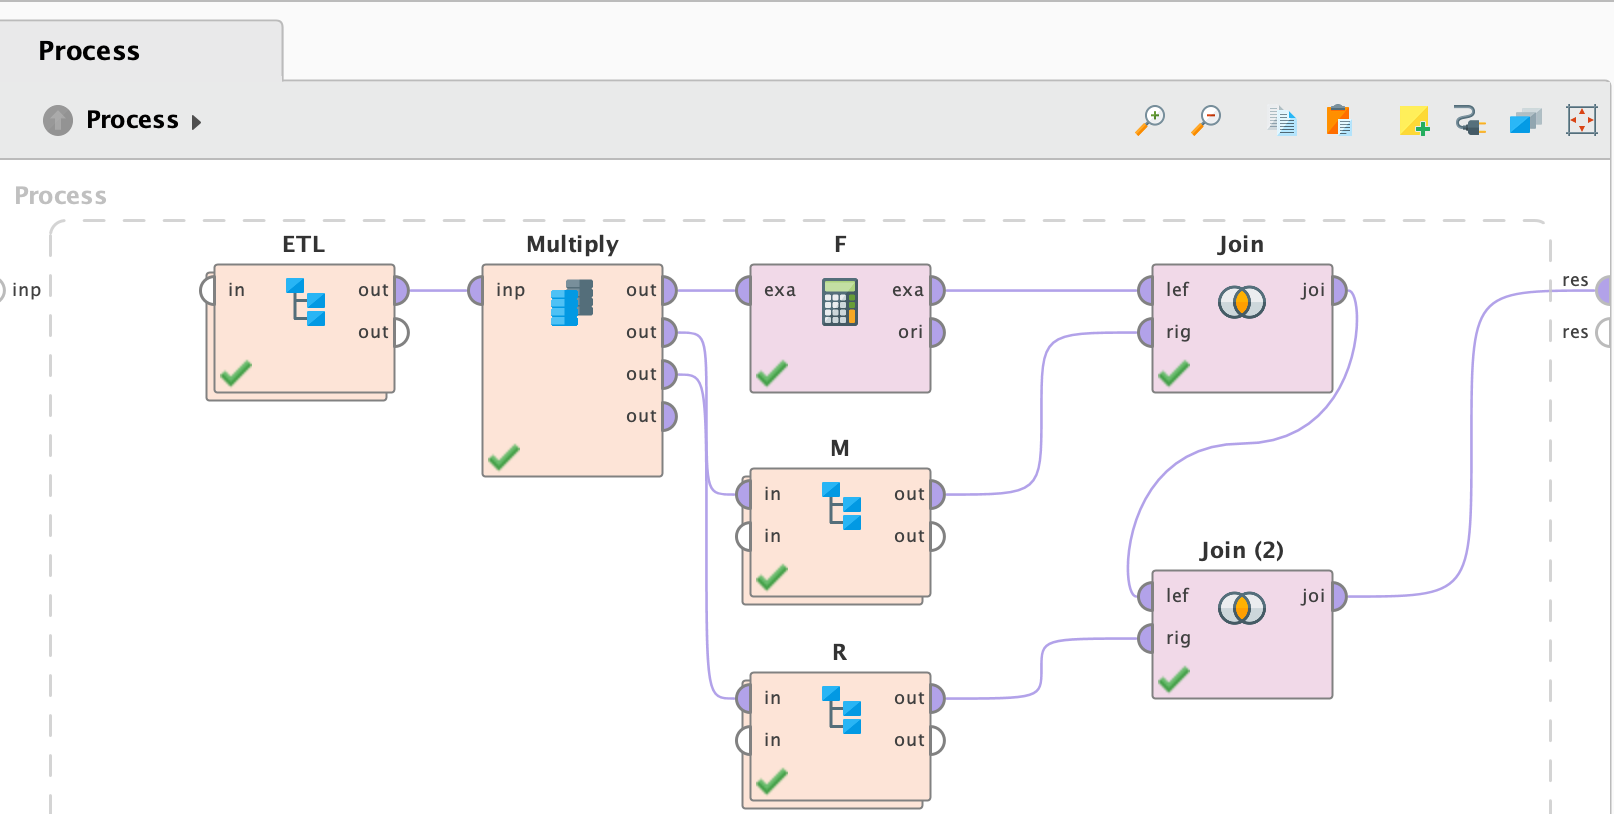 Process
Process
Process
ETL
Multiply
F
Join
inp
in
out
out
inp
out
out
out
out
exa
exa
ori
lef
joi
rig
res
res
M
in
out
in
out
Join (2)
lef
joi
rig
R
in
out
in
out